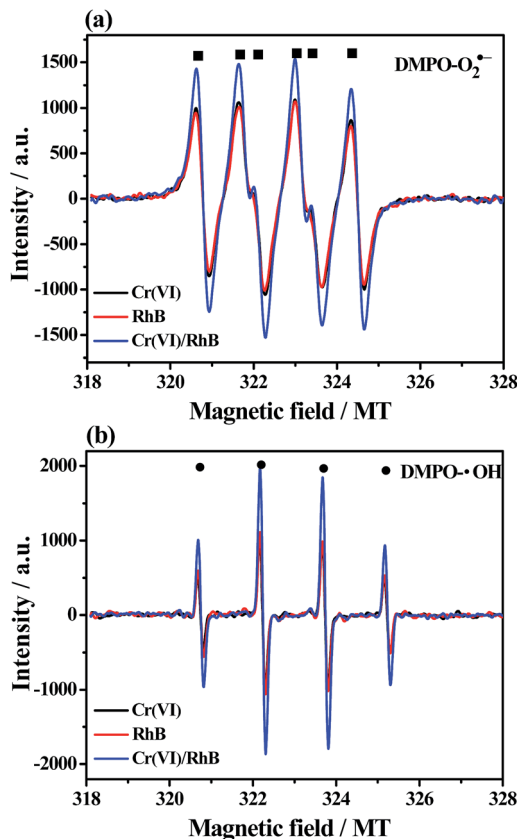 (a)
DMPO-O₂•−
1500
1000
500
0
-500
-1000
-1500
Intensity / a.u.
Cr(VI)
RhB
Cr(VI)/RhB
318 320 322 324 326 328
Magnetic field / MT
(b)
DMPO-•OH
2000
1000
0
-1000
-2000
Intensity / a.u.
Cr(VI)
RhB
Cr(VI)/RhB
318 320 322 324 326 328
Magnetic field / MT